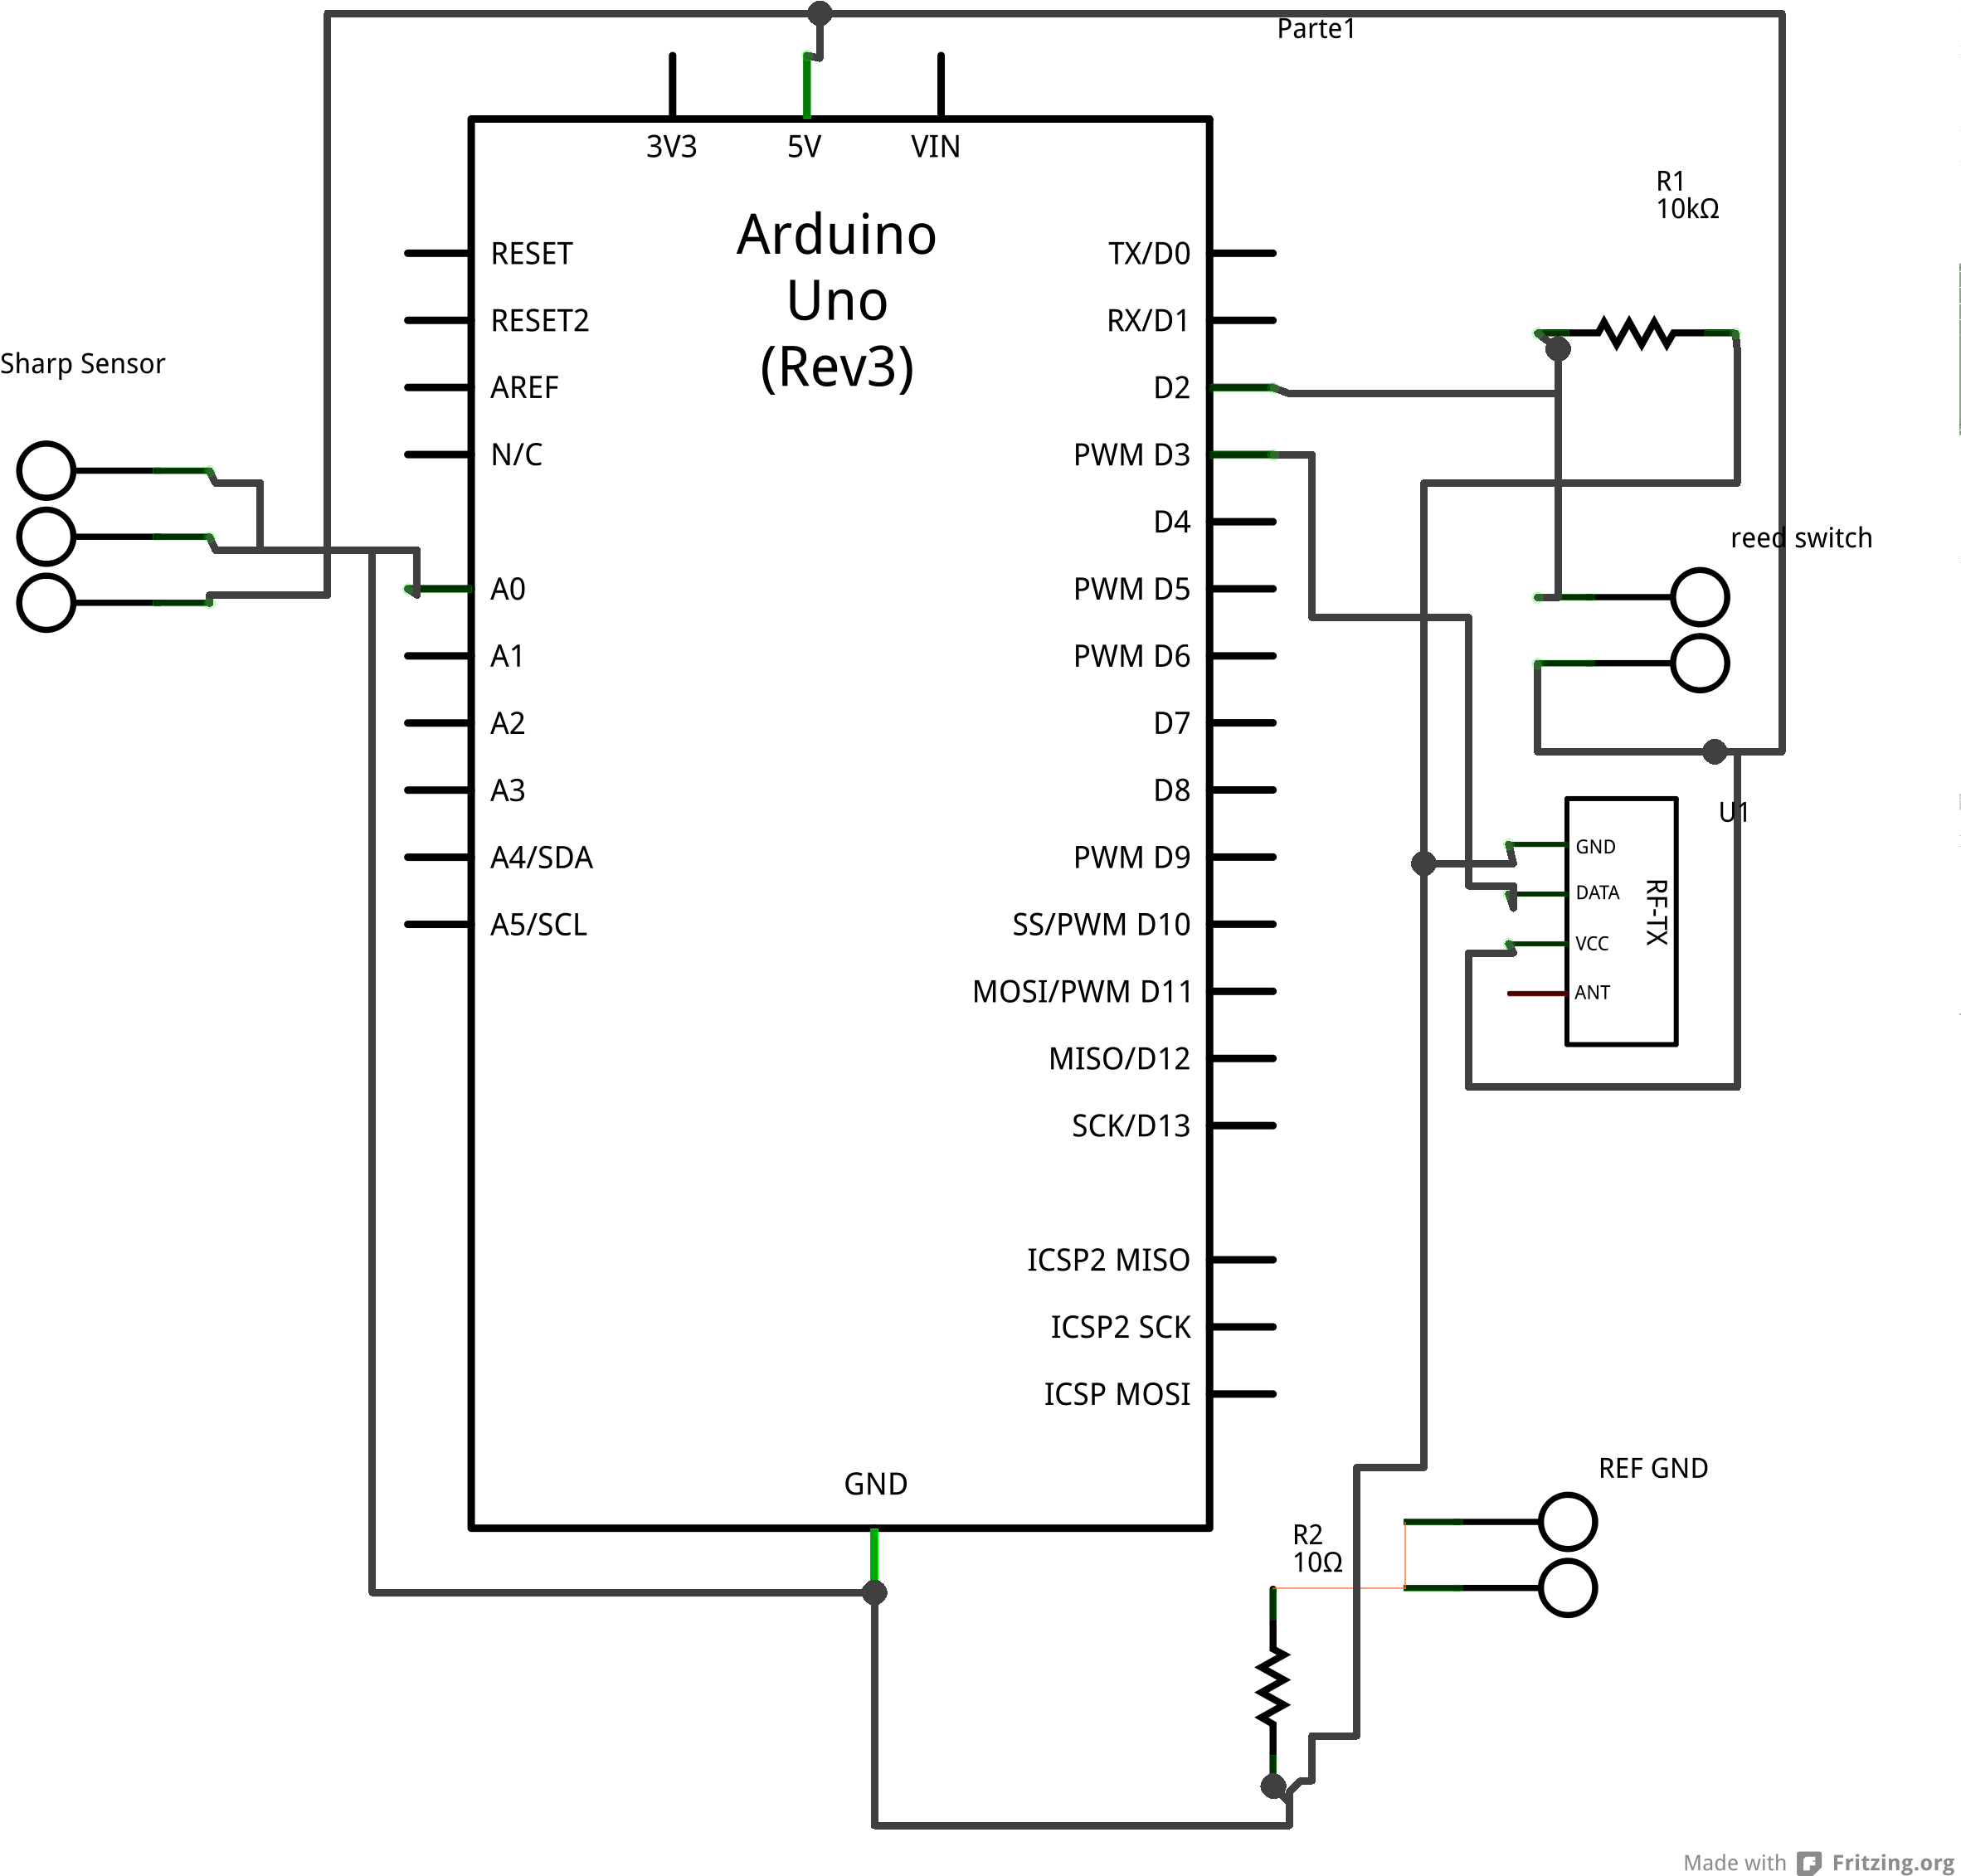 Parte1
3V3
5V
VIN
Arduino
Uno
(Rev3)
R1
10kΩ
RESET
TX/D0
RESET2
RX/D1
Sharp Sensor
AREF
D2
N/C
PWM D3
D4
reed switch
A0
PWM D5
A1
PWM D6
A2
D7
A3
D8
U1
GND
A4/SDA
PWM D9
DATA
RF-TX
A5/SCL
SS/PWM D10
VCC
MOSI/PWM D11
ANT
MISO/D12
SCK/D13
ICSP2 MISO
ICSP2 SCK
ICSP MOSI
GND
REF GND
R2
10Ω
Made with Fritzing.org